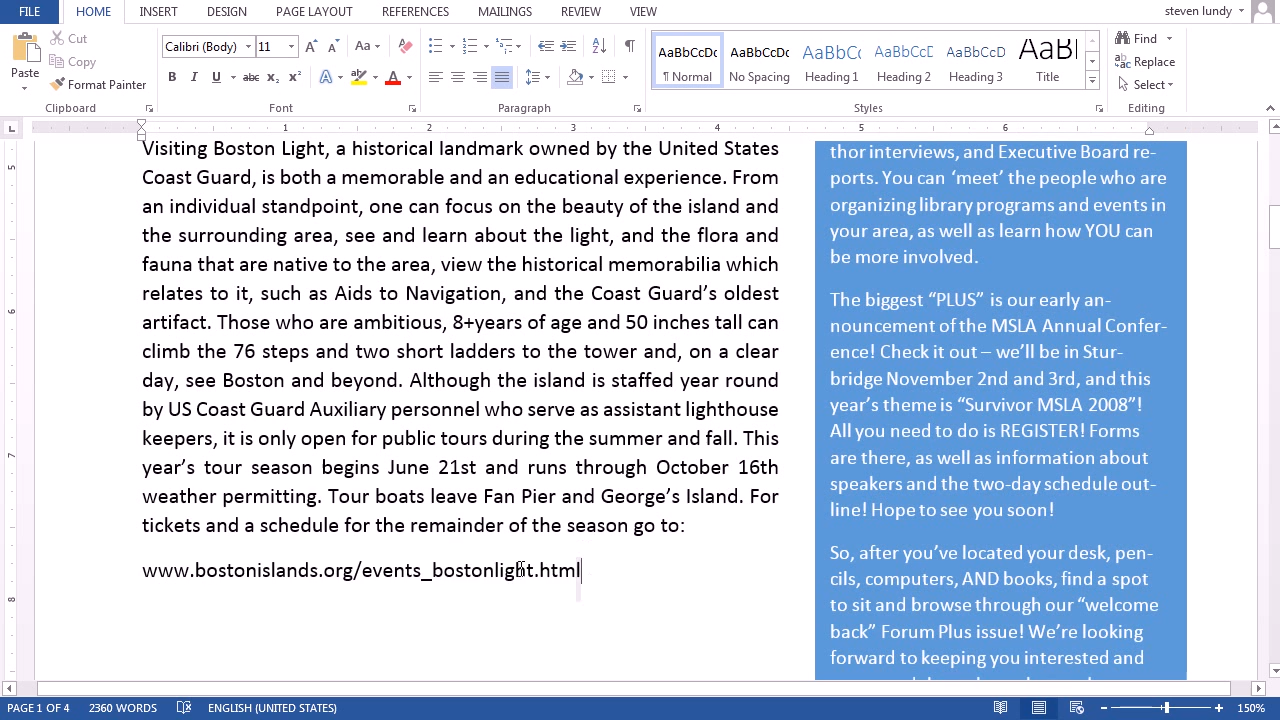 FILE HOME INSERT DESIGN PAGE LAYOUT REFERENCES MAILINGS REVIEW VIEW steven lundy
Paste
Cut
Copy
Format Painter
Clipboard
Calibri (Body) 11
Font
Paragraph
AaBbCcDc AaBbCcDc AaBbCc AaBbCcD AaBbCcD AaBl
¶ Normal No Spacing Heading 1 Heading 2 Heading 3 Title
Styles
Find
Replace
Select
Editing
1 2 3 4 5 6
5
6
7
8
Visiting Boston Light, a historical landmark owned by the United States
Coast Guard, is both a memorable and an educational experience. From
an individual standpoint, one can focus on the beauty of the island and
the surrounding area, see and learn about the light, and the flora and
fauna that are native to the area, view the historical memorabilia which
relates to it, such as Aids to Navigation, and the Coast Guard’s oldest
artifact. Those who are ambitious, 8+years of age and 50 inches tall can
climb the 76 steps and two short ladders to the tower and, on a clear
day, see Boston and beyond. Although the island is staffed year round
by US Coast Guard Auxiliary personnel who serve as assistant lighthouse
keepers, it is only open for public tours during the summer and fall. This
year’s tour season begins June 21st and runs through October 16th
weather permitting. Tour boats leave Fan Pier and George’s Island. For
tickets and a schedule for the remainder of the season go to:
www.bostonislands.org/events_bostonlight.html
thor interviews, and Executive Board re-
ports. You can ‘meet’ the people who are
organizing library programs and events in
your area, as well as learn how YOU can
be more involved.
The biggest “PLUS” is our early an-
nouncement of the MSLA Annual Confer-
ence! Check it out – we’ll be in Stur-
bridge November 2nd and 3rd, and this
year’s theme is “Survivor MSLA 2008”!
All you need to do is REGISTER! Forms
are there, as well as information about
speakers and the two-day schedule out-
line! Hope to see you soon!
So, after you’ve located your desk, pen-
cils, computers, AND books, find a spot
to sit and browse through our “welcome
back” Forum Plus issue! We’re looking
forward to keeping you interested and
PAGE 1 OF 4 2360 WORDS ENGLISH (UNITED STATES) 150%